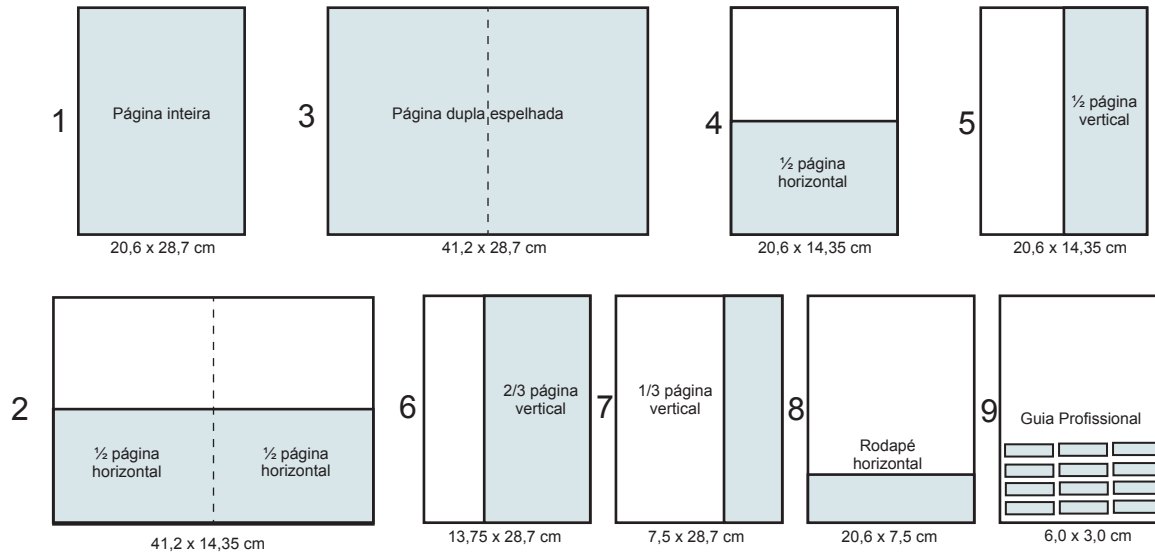 1
Página inteira
20,6 x 28,7 cm
3
Página dupla espelhada
41,2 x 28,7 cm
4
½ página
horizontal
20,6 x 14,35 cm
5
½ página
vertical
20,6 x 14,35 cm
2
½ página
horizontal
½ página
horizontal
41,2 x 14,35 cm
6
2/3 página
vertical
13,75 x 28,7 cm
7
1/3 página
vertical
7,5 x 28,7 cm
8
Rodapé
horizontal
20,6 x 7,5 cm
9
Guia Profissional
6,0 x 3,0 cm